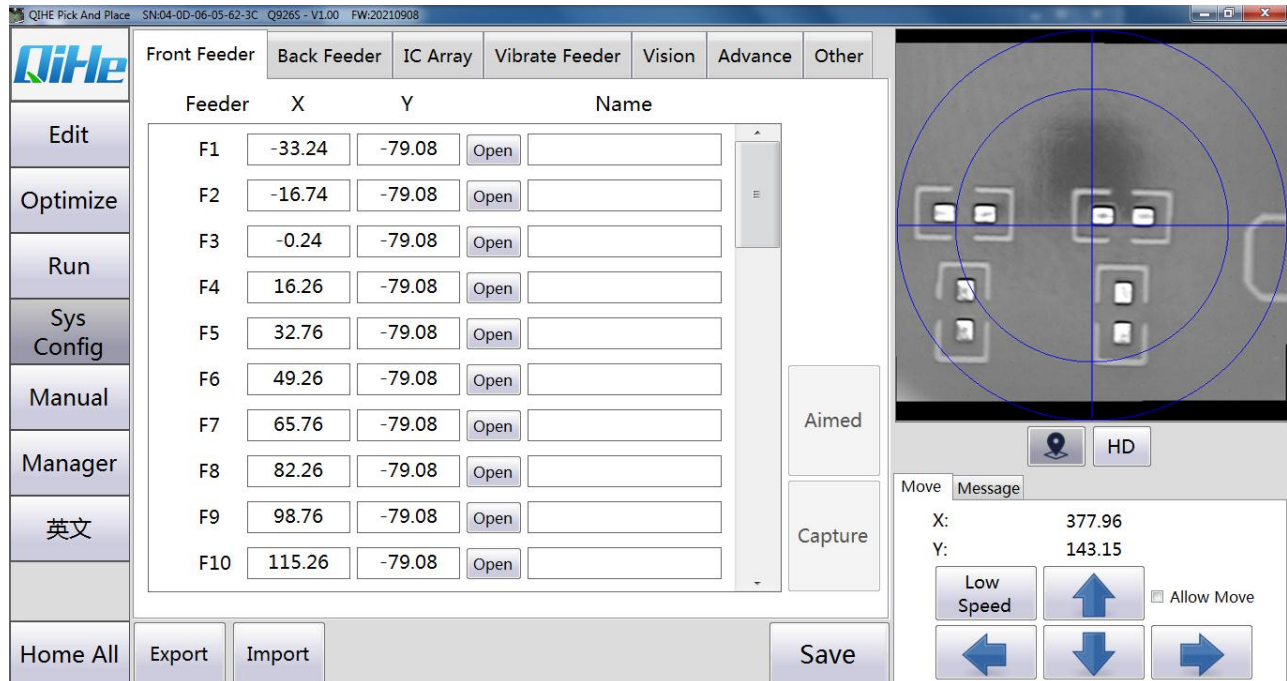 QIHE Pick And Place SN:04-0D-06-05-62-3C Q926S - V1.00 FW:20210908
QiHe
Edit
Optimize
Run
Sys
Config
Manual
Manager
英文
Home All
Front Feeder Back Feeder IC Array Vibrate Feeder Vision Advance Other
Feeder X Y Name
F1 -33.24 -79.08 Open
F2 -16.74 -79.08 Open
F3 -0.24 -79.08 Open
F4 16.26 -79.08 Open
F5 32.76 -79.08 Open
F6 49.26 -79.08 Open
F7 65.76 -79.08 Open
F8 82.26 -79.08 Open
F9 98.76 -79.08 Open
F10 115.26 -79.08 Open
Aimed
Capture
Export Import Save
HD
Move Message
X: 377.96
Y: 143.15
Low
Speed
Allow Move